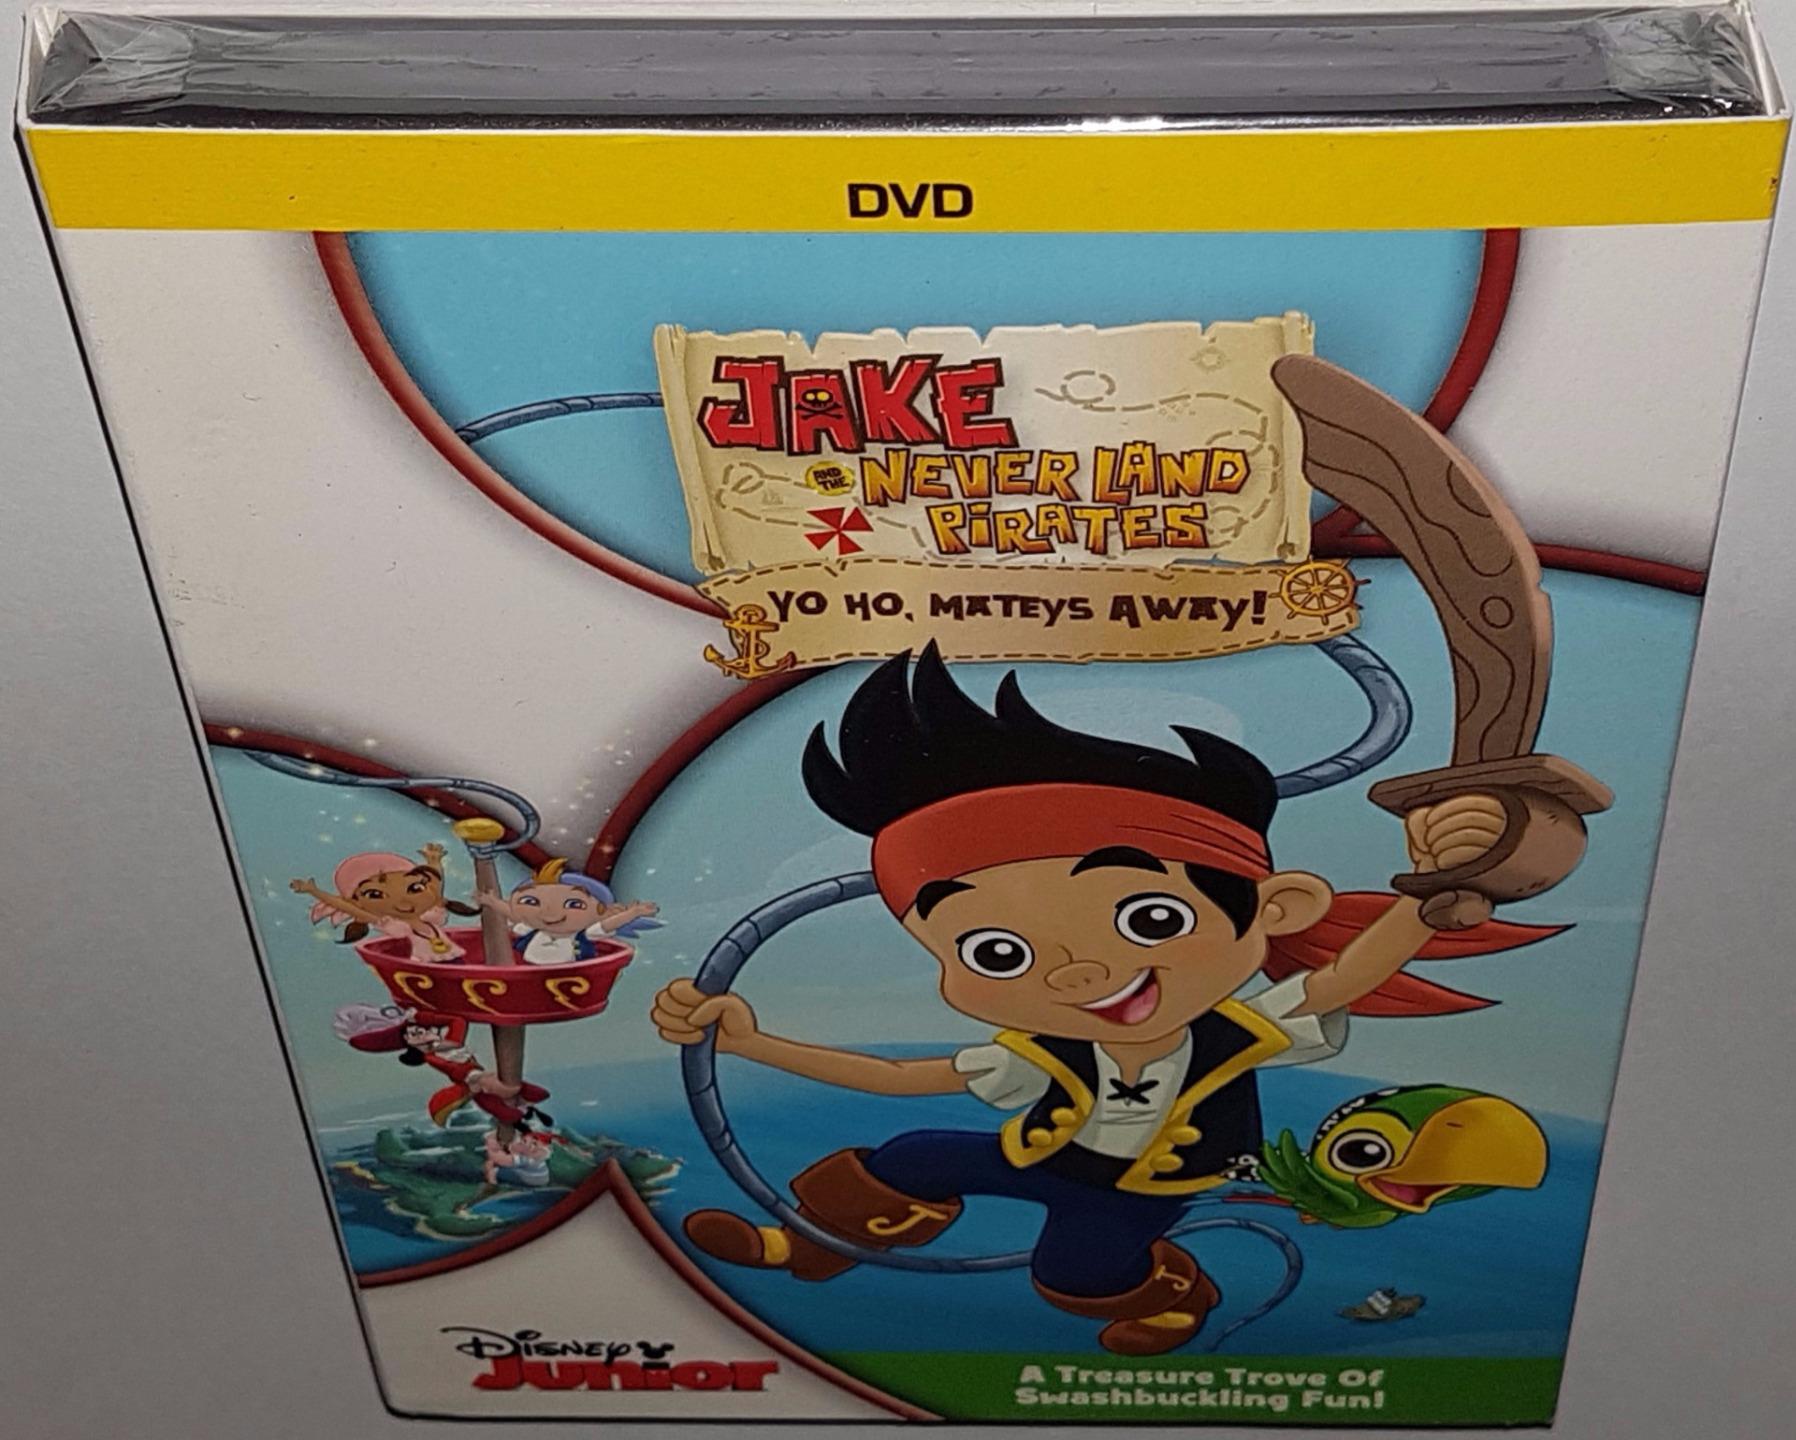 DVD
JAKE
AND THE
NEVER LAND
PIRATES
YO HO, MATEYS AWAY!
J
J
DISNEY
Junior
A Treasure Trove Of
Swashbuckling Fun!